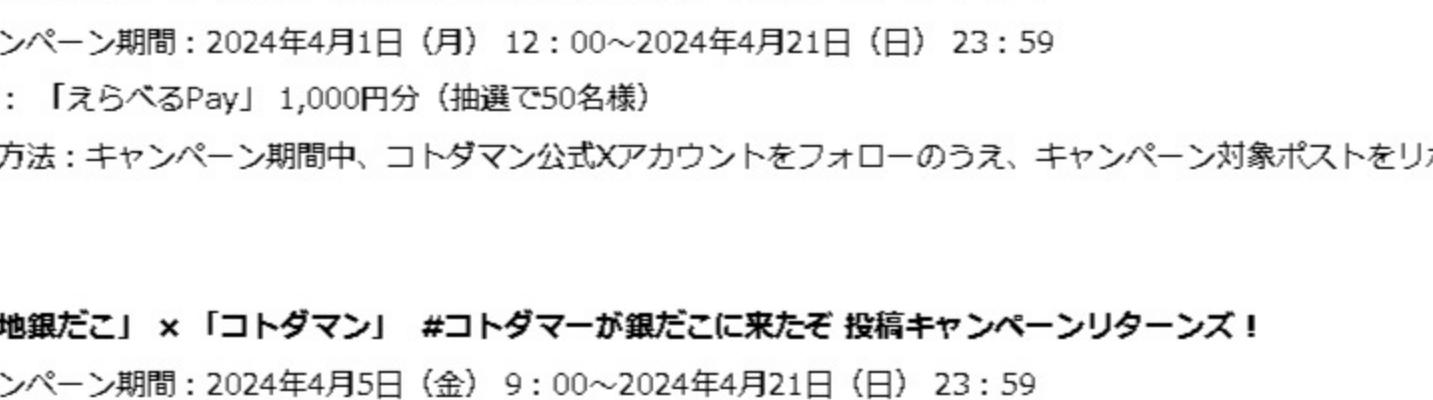 ンペーン期間：2024年4月1日（月） 12：00～2024年4月21日（日） 23：59
：「えらべるPay」 1,000円分（抽選で50名様）
方法：キャンペーン期間中、コトダマン公式Xアカウントをフォローのうえ、キャンペーン対象ポストをリ
地銀だこ」 × 「コトダマン」 #コトダマーが銀だこに来たぞ 投稿キャンペーンリターンズ！
ンペーン期間：2024年4月5日（金） 9：00～2024年4月21日（日） 23：59